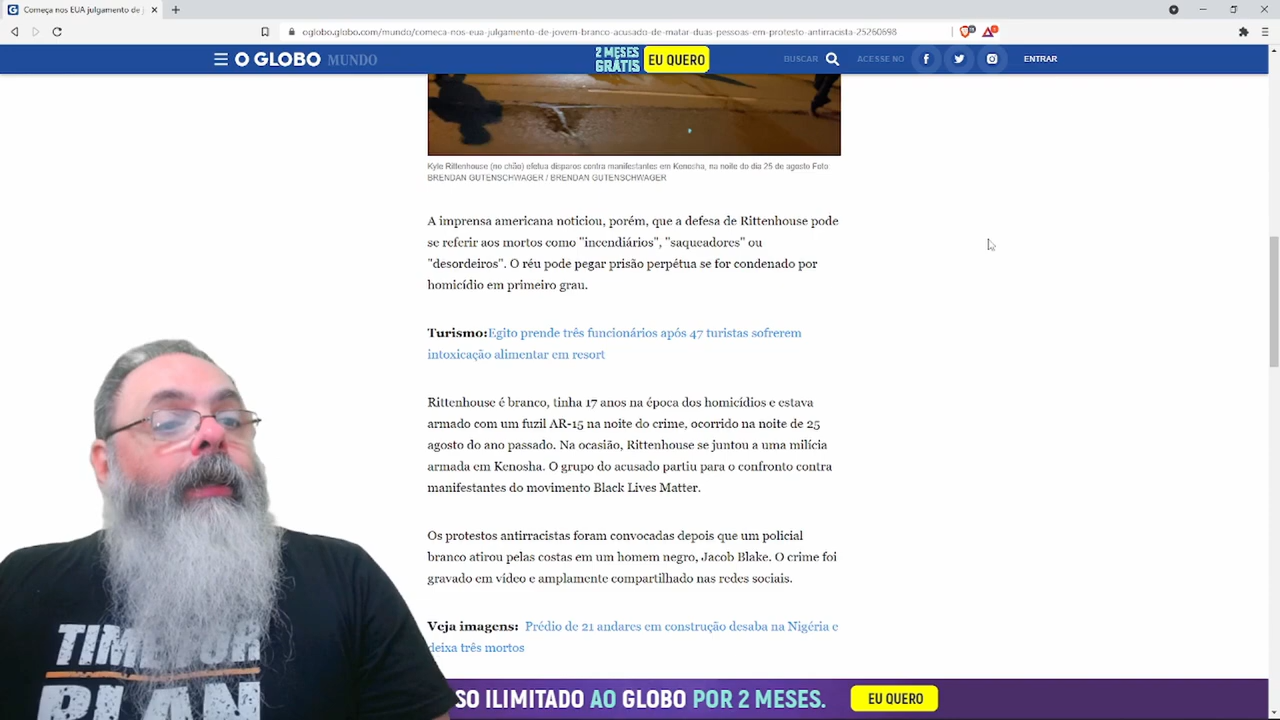 Começa nos EUA julgamento de j
oglobo.globo.com/mundo/comeca-nos-eua-julgamento-de-jovem-branco-acusado-de-matar-duas-pessoas-em-protesto-antirracista-25260698
O GLOBO MUNDO
2 MESES
GRÁTIS
EU QUERO
BUSCAR
ACESSE NO
ENTRAR
Kyle Rittenhouse (no chão) efetua disparos contra manifestantes em Kenosha, na noite do dia 25 de agosto Foto
BRENDAN GUTENSCHWAGER / BRENDAN GUTENSCHWAGER
A imprensa americana noticiou, porém, que a defesa de Rittenhouse pode
se referir aos mortos como "incendiários", "saqueadores" ou
"desordeiros". O réu pode pegar prisão perpétua se for condenado por
homicídio em primeiro grau.
Turismo:Egito prende três funcionários após 47 turistas sofrerem
intoxicação alimentar em resort
Rittenhouse é branco, tinha 17 anos na época dos homicídios e estava
armado com um fuzil AR-15 na noite do crime, ocorrido na noite de 25
agosto do ano passado. Na ocasião, Rittenhouse se juntou a uma milícia
armada em Kenosha. O grupo do acusado partiu para o confronto contra
manifestantes do movimento Black Lives Matter.
Os protestos antirracistas foram convocadas depois que um policial
branco atirou pelas costas em um homem negro, Jacob Blake. O crime foi
gravado em vídeo e amplamente compartilhado nas redes sociais.
Veja imagens: Prédio de 21 andares em construção desaba na Nigéria e
deixa três mortos
SO ILIMITADO AO GLOBO POR 2 MESES.
EU QUERO
PLAN